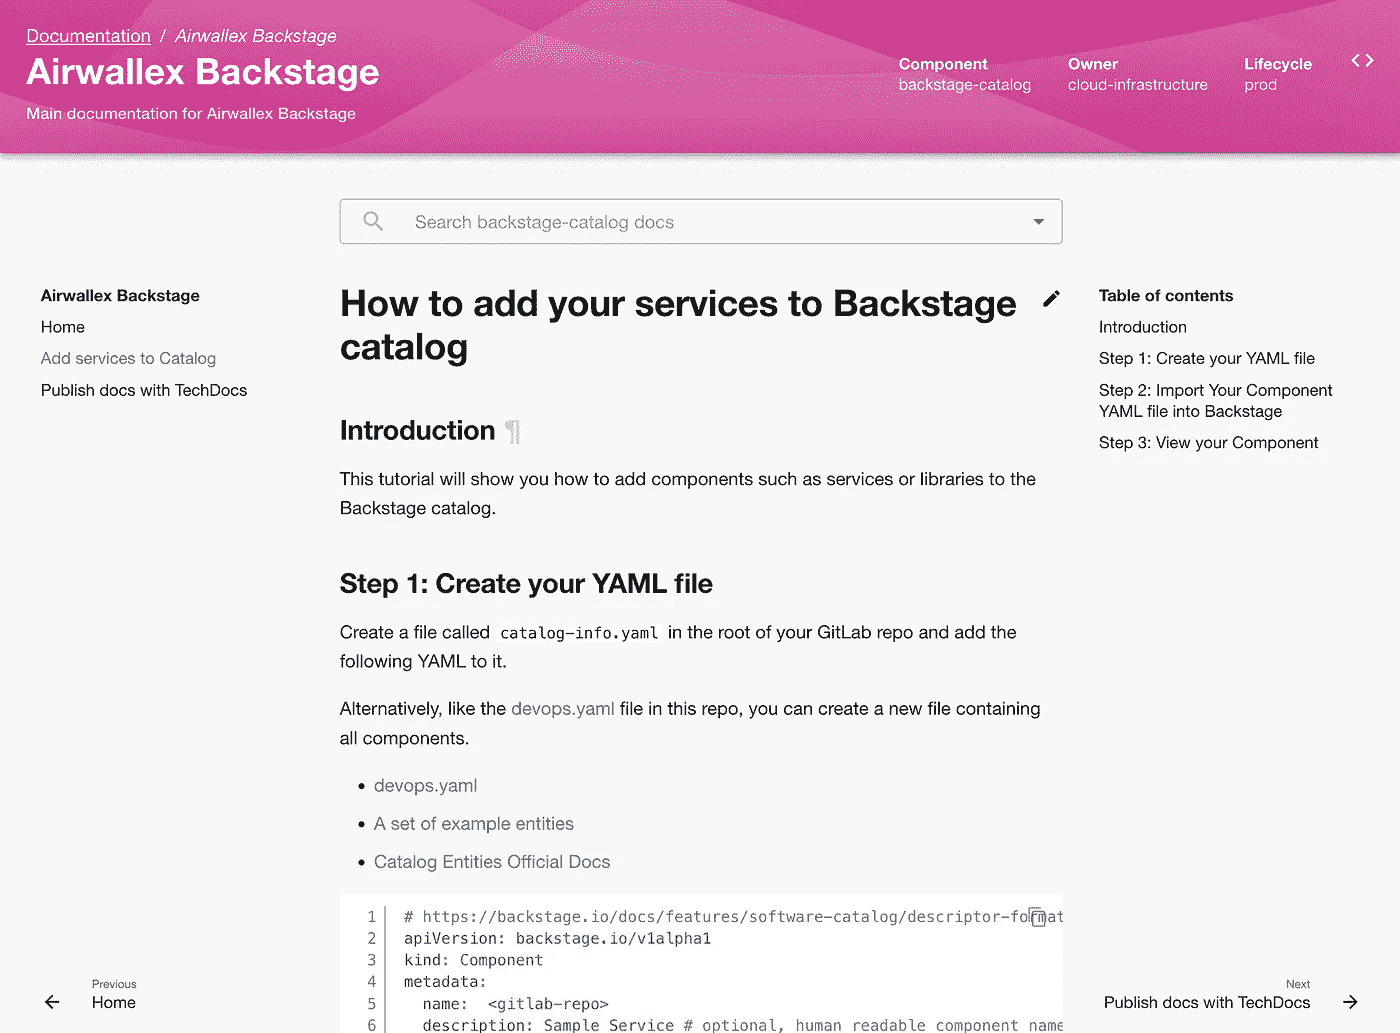 Documentation / Airwallex Backstage
Airwallex Backstage
Main documentation for Airwallex Backstage
Component
backstage-catalog
Owner
cloud-infrastructure
Lifecycle
prod
Search backstage-catalog docs
Airwallex Backstage
Home
Add services to Catalog
Publish docs with TechDocs
How to add your services to Backstage
catalog
Introduction ¶
This tutorial will show you how to add components such as services or libraries to the
Backstage catalog.
Step 1: Create your YAML file
Create a file called catalog-info.yaml in the root of your GitLab repo and add the
following YAML to it.
Alternatively, like the devops.yaml file in this repo, you can create a new file containing
all components.
• devops.yaml
• A set of example entities
• Catalog Entities Official Docs
1 # https://backstage.io/docs/features/software-catalog/descriptor-format
2 apiVersion: backstage.io/v1alpha1
3 kind: Component
4 metadata:
5 name: <gitlab-repo>
6 description: Sample Service # optional, human readable component name
Table of contents
Introduction
Step 1: Create your YAML file
Step 2: Import Your Component
YAML file into Backstage
Step 3: View your Component
Previous
Home
Next
Publish docs with TechDocs